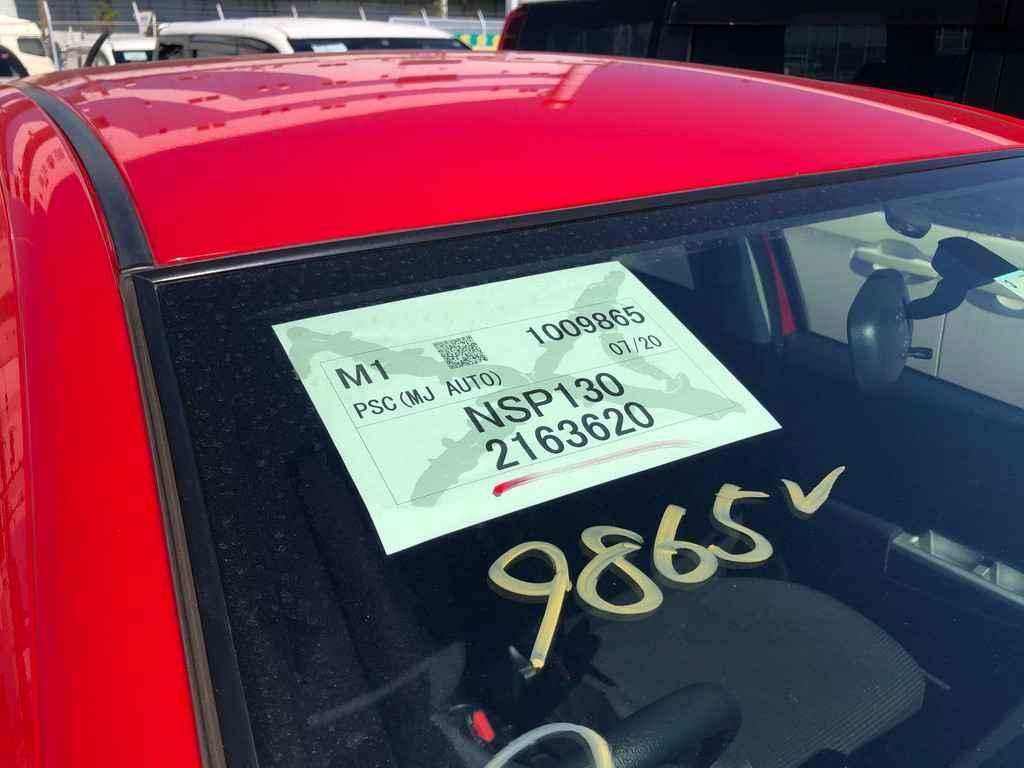 M1 1009865
PSC(MJ AUTO) 07/20
NSP130
2163620
9865